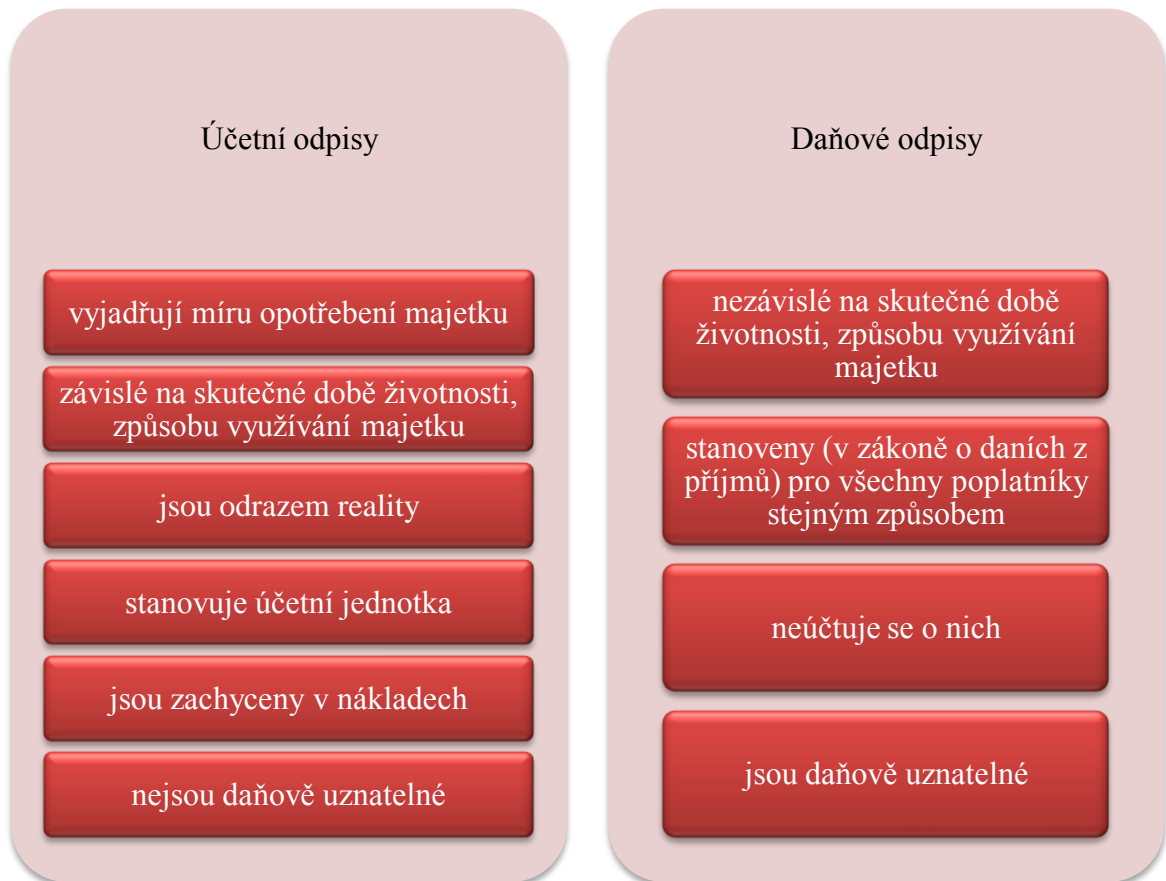 Účetní odpisy
vyjadřují míru opotřebení majetku
závislé na skutečné době životnosti,
způsobu využívání majetku
jsou odrazem reality
stanovuje účetní jednotka
jsou zachyceny v nákladech
nejsou daňově uznatelné
Daňové odpisy
nezávislé na skutečné době
životnosti, způsobu využívání
majetku
stanoveny (v zákoně o daních z
příjmů) pro všechny poplatníky
stejným způsobem
neúčtuje se o nich
jsou daňově uznatelné